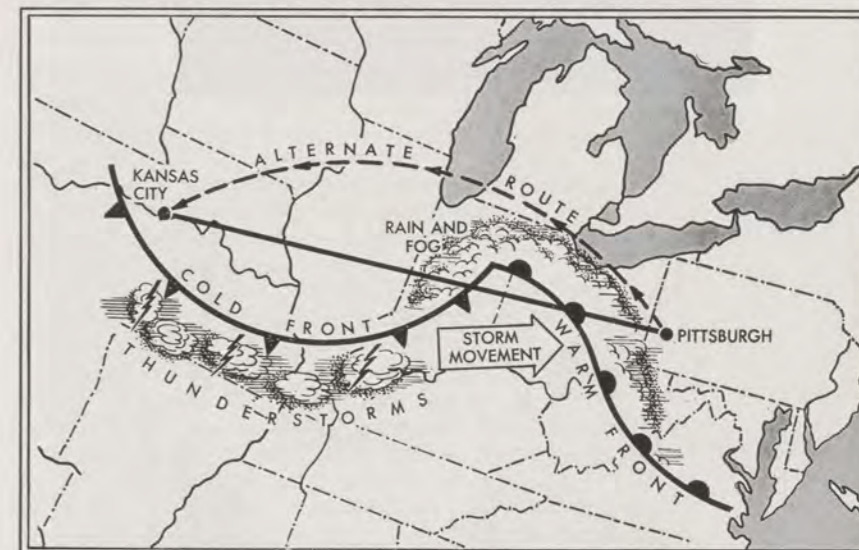 ALTERNATE ROUTE
KANSAS
CITY
RAIN AND
FOG
COLD FRONT
STORM
MOVEMENT
PITTSBURGH
WARM FRONT
THUNDERSTORMS